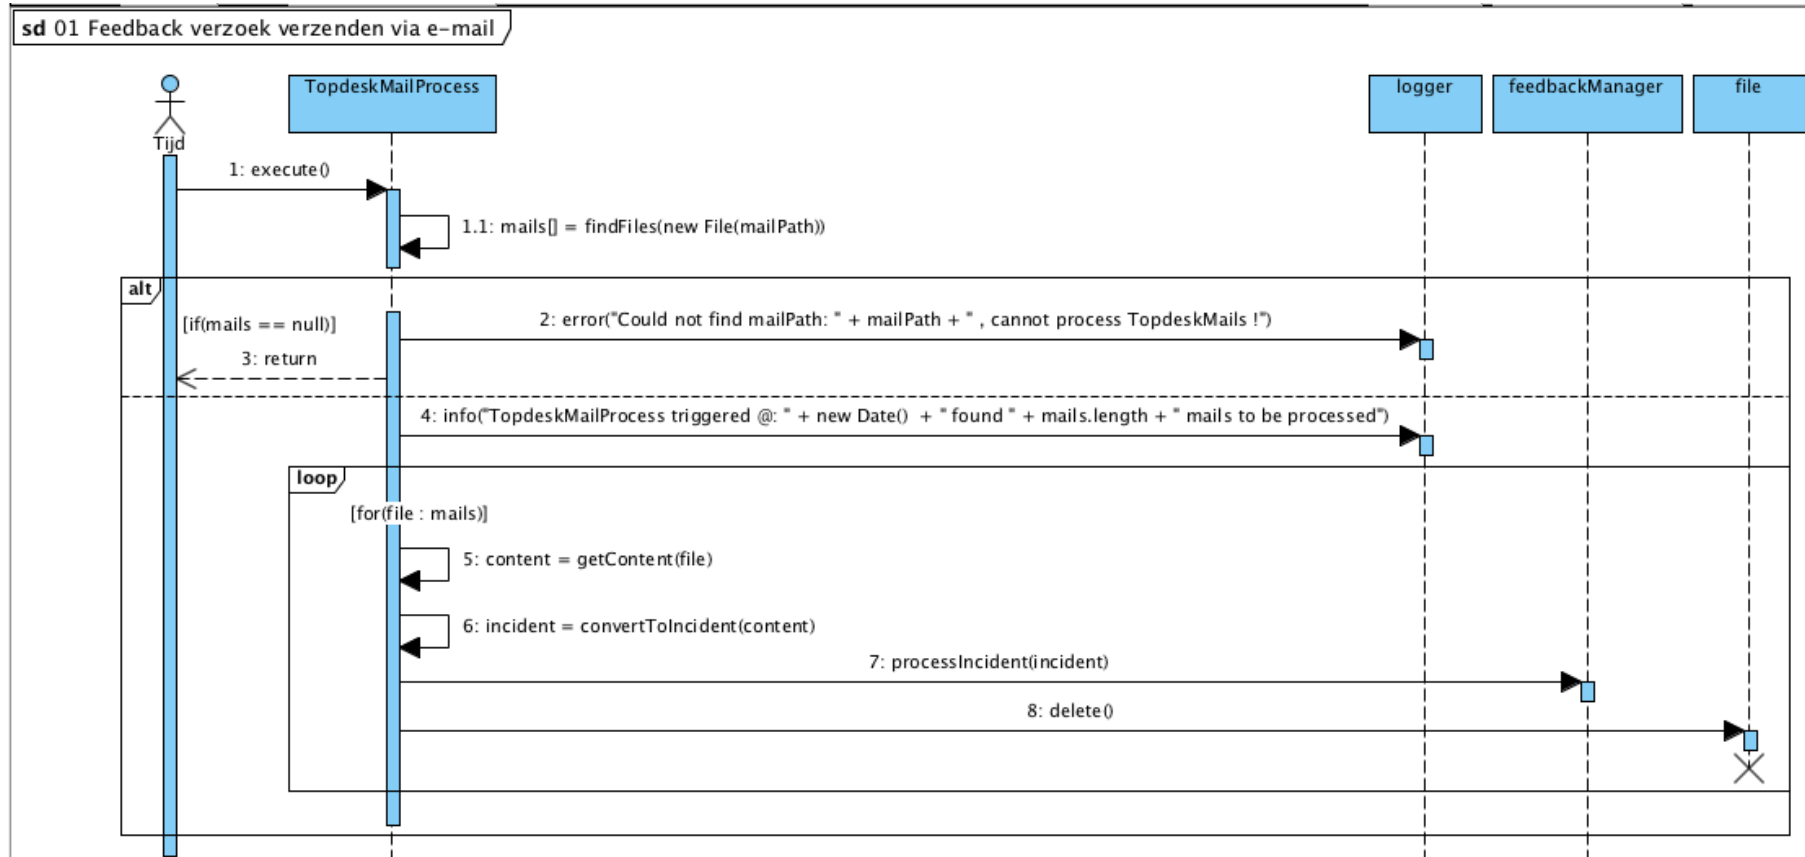 sd 01 Feedback verzoek verzenden via e-mail
Tijd
TopdeskMailProcess
logger
feedbackManager
file
1: execute()
1.1: mails[] = findFiles(new File(mailPath))
alt
[if(mails == null)]
2: error("Could not find mailPath: " + mailPath + " , cannot process TopdeskMails !")
3: return
4: info("TopdeskMailProcess triggered @: " + new Date()  + " found " + mails.length + " mails to be processed")
loop
[for(file : mails)]
5: content = getContent(file)
6: incident = convertToIncident(content)
7: processIncident(incident)
8: delete()